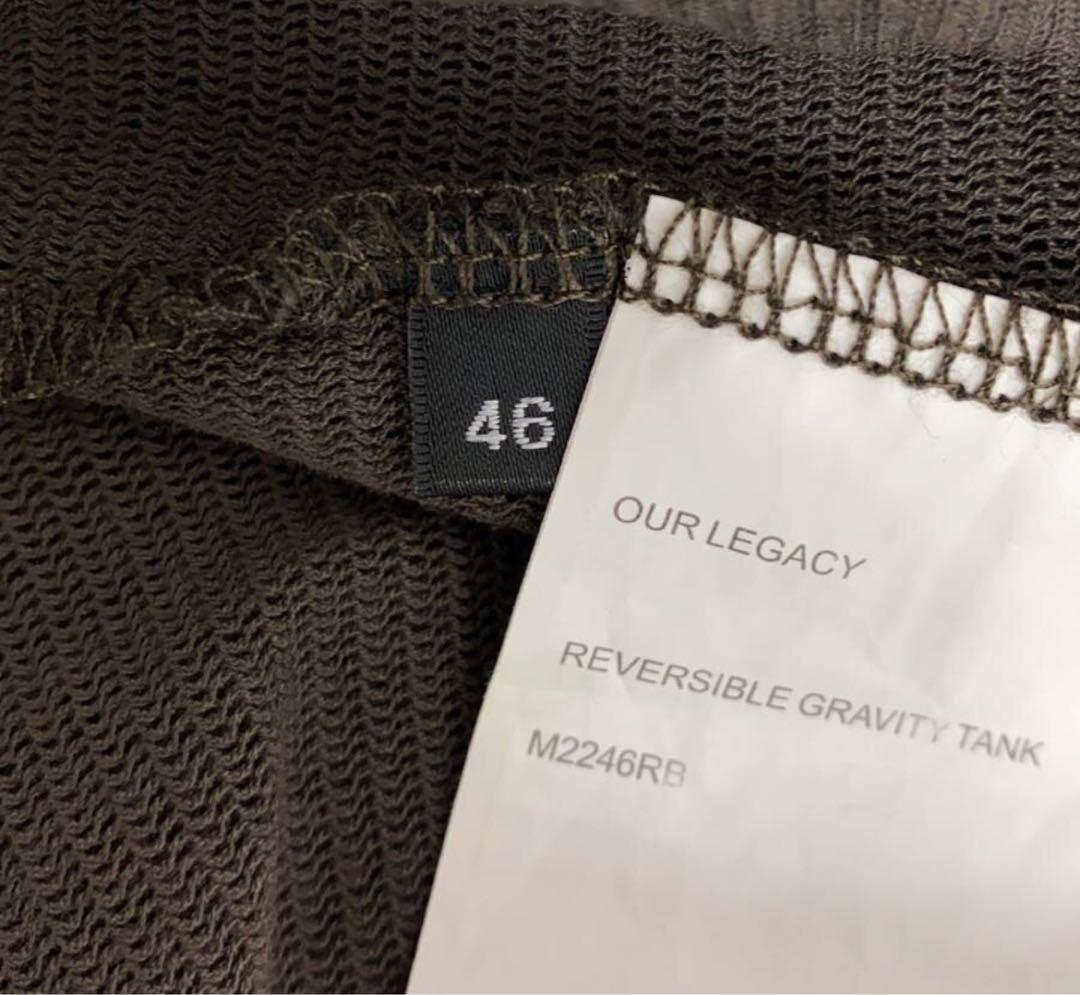 46
OUR LEGACY
REVERSIBLE GRAVITY TANK
M2246RB